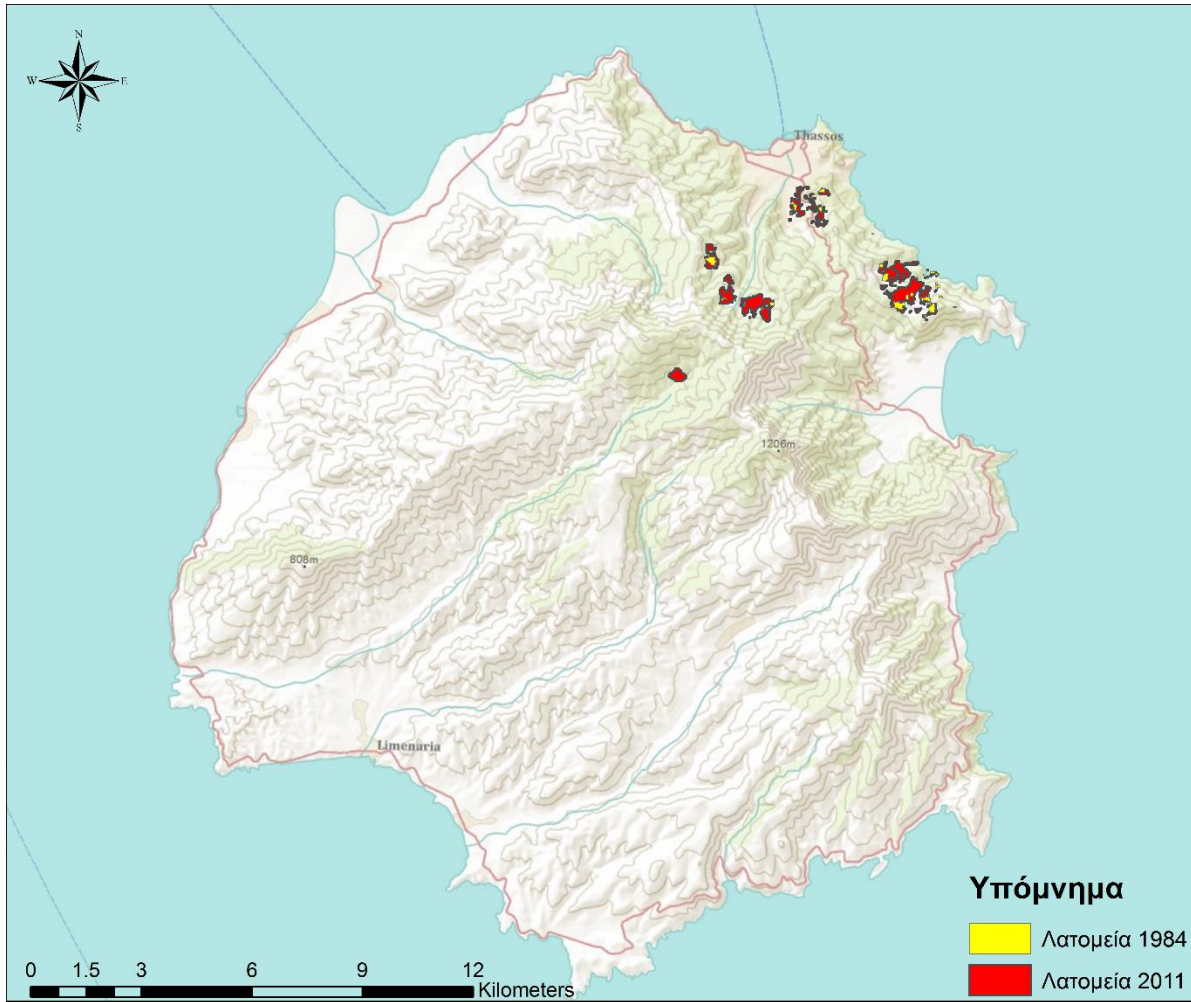 N
W E
S
Thassos
1206m
808m
Limenaria
Υπόμνημα
Λατομεία 1984
Λατομεία 2011
0 1.5 3 6 9 12
Kilometers